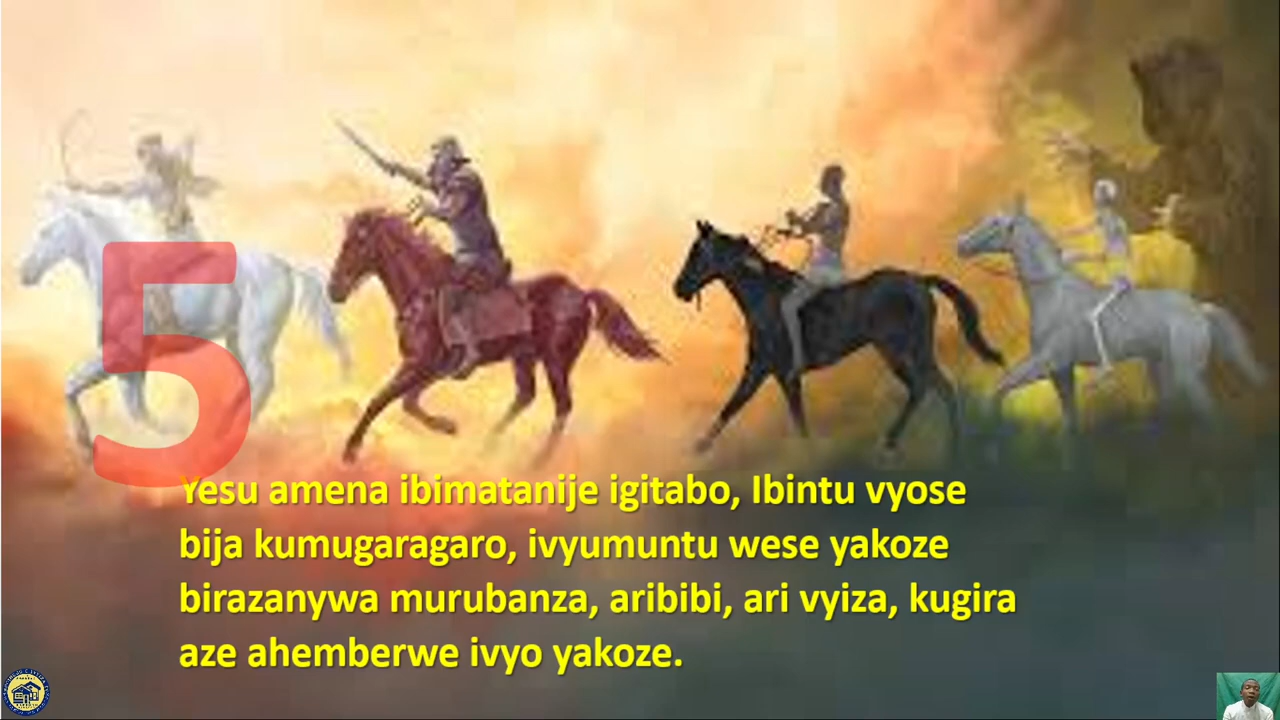 5
Yesu amena ibimatanije igitabo, Ibintu vyose
bija kumugaragaro, ivyumuntu wese yakoze
birazanywa murubanza, aribibi, ari vyiza, kugira
aze ahemberwe ivyo yakoze.